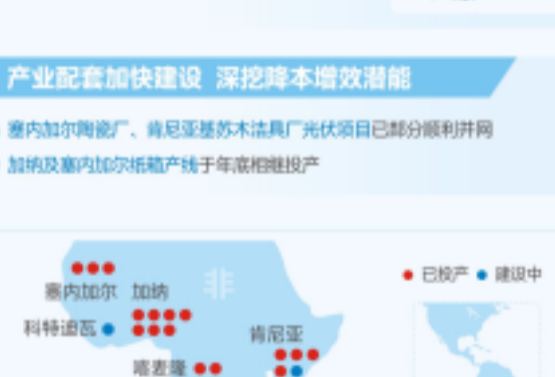 产业配套加快建设 深挖降本增效潜能
塞内加尔陶瓷厂、肯尼亚基苏木洁具厂光伏项目已部分顺利并网
加纳及塞内加尔纸箱产线于年底相继投产
已投产 建设中
塞内加尔 加纳
科特迪瓦
肯尼亚
喀麦隆